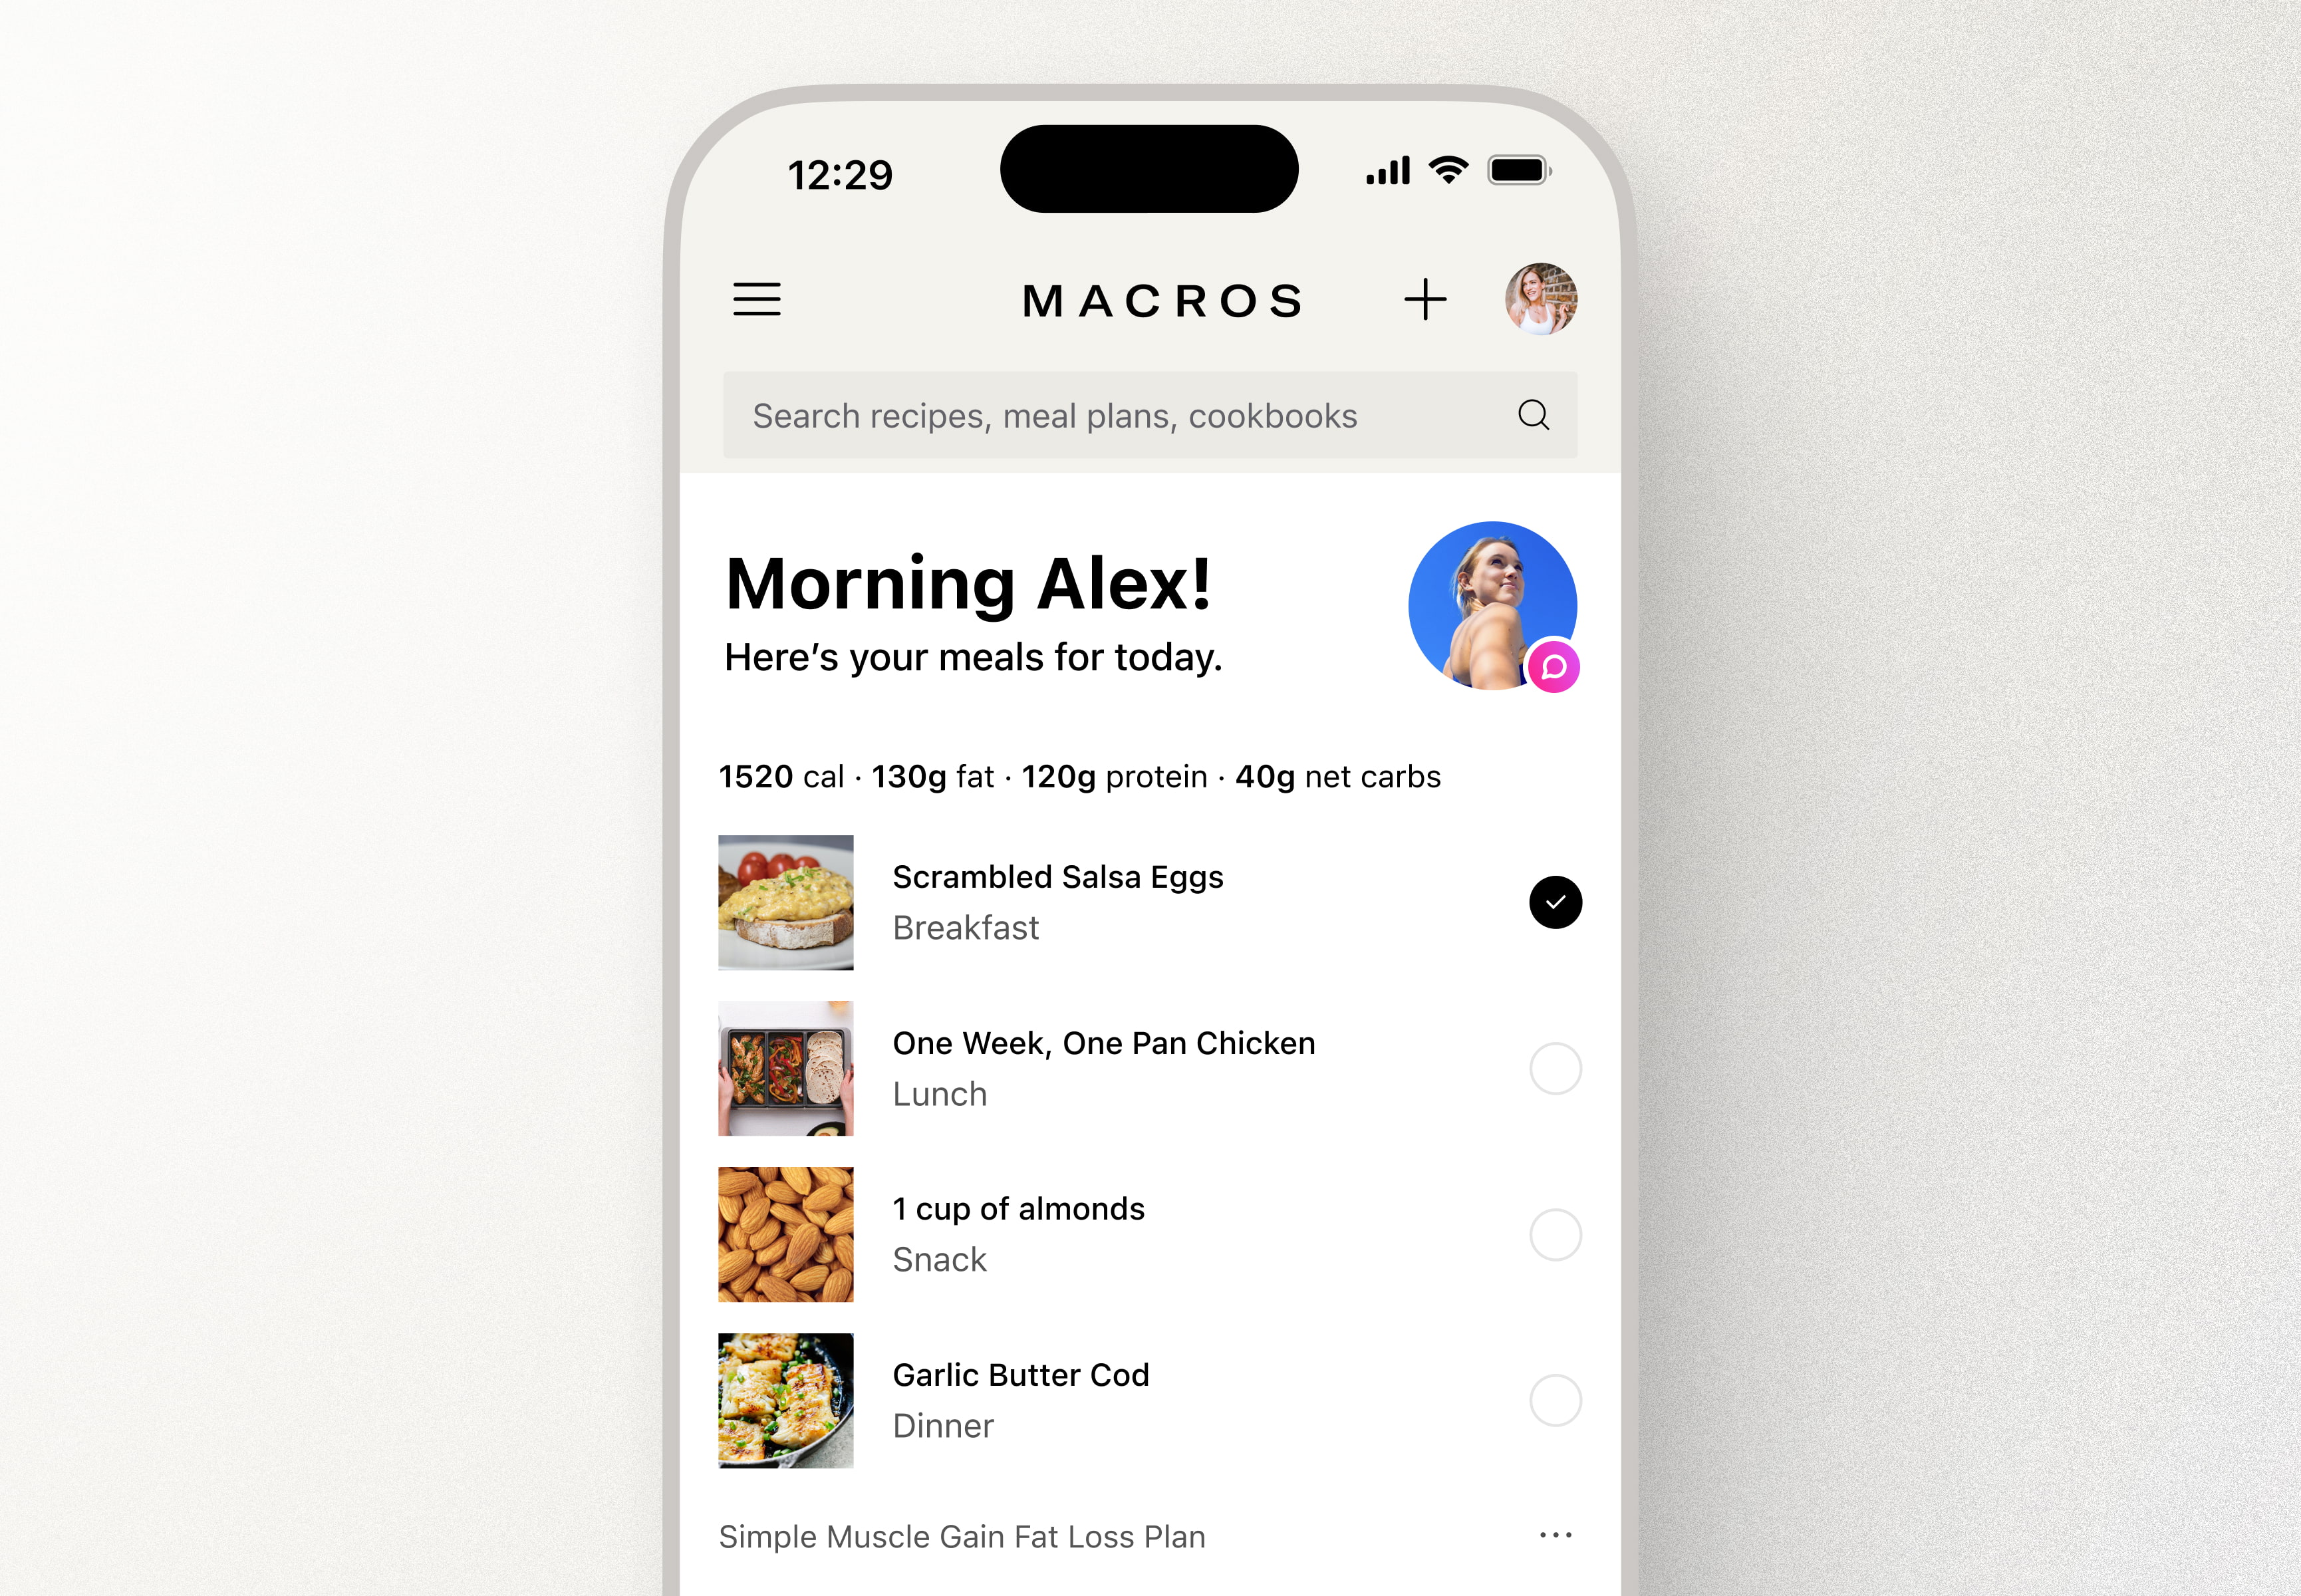 12:29
MACROS
Search recipes, meal plans, cookbooks
Morning Alex!
Here’s your meals for today.
1520 cal · 130g fat · 120g protein · 40g net carbs
Scrambled Salsa Eggs
Breakfast
One Week, One Pan Chicken
Lunch
1 cup of almonds
Snack
Garlic Butter Cod
Dinner
Simple Muscle Gain Fat Loss Plan